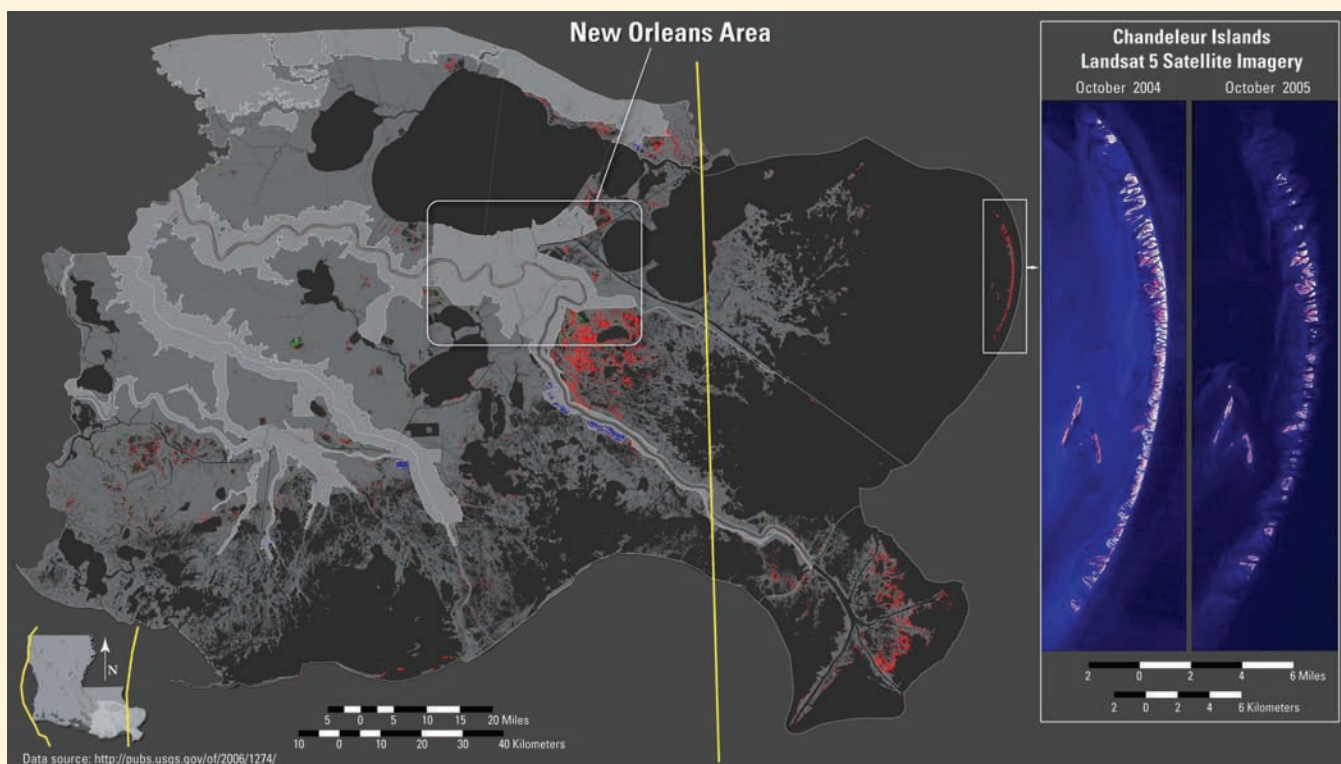 New Orleans Area
Chandeleur Islands
Landsat 5 Satellite Imagery
October 2004
October 2005
N
5 0 5 10 15 20 Miles
10 0 10 20 30 40 Kilometers
2 0 2 4 6 Miles
2 0 2 4 6 Kilometers
Data source: http://pubs.usgs.gov/of/2006/1274/